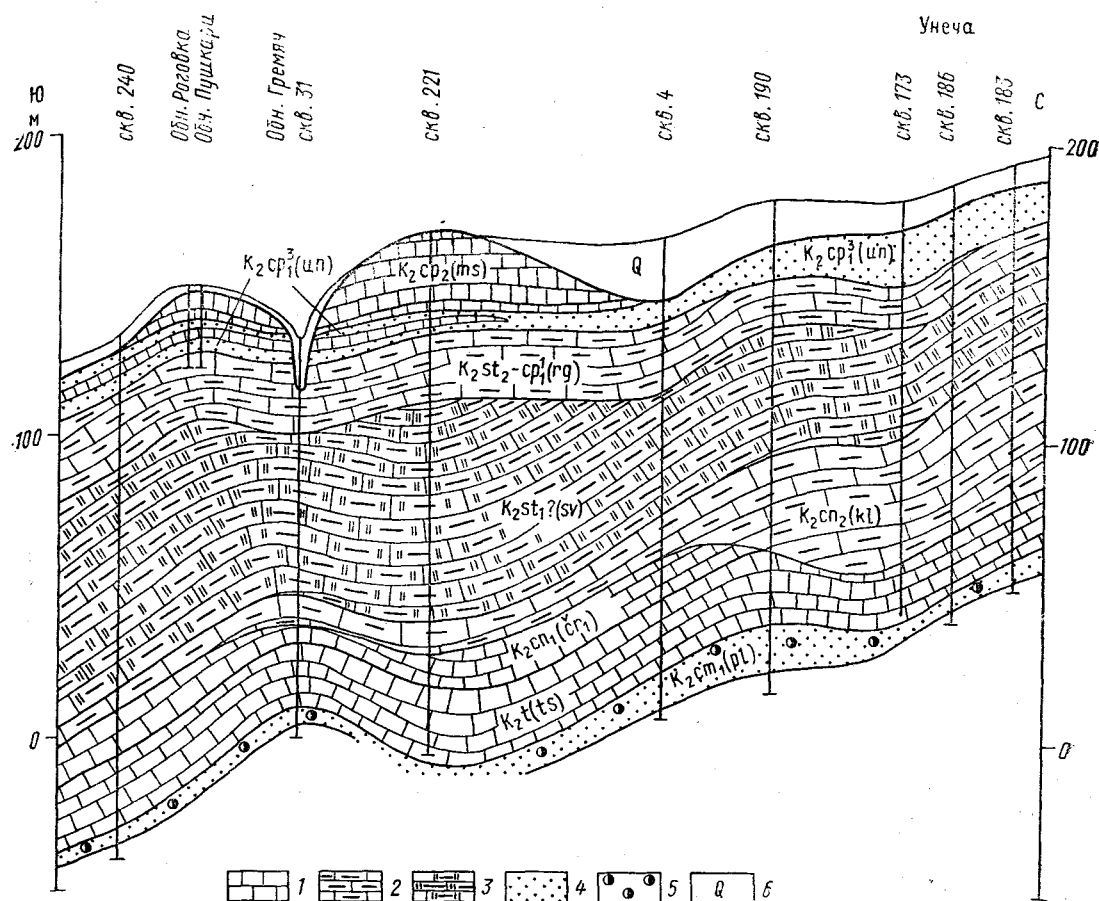 Унеча
Ю
м
скв. 240
Обн. Роговка
Обн. Пушкари
Обн. Гремяч
скв. 31
скв. 221
скв. 4
скв. 190
скв. 173
скв. 186
скв. 183
С
200
200
K₂cp₁³(un)
K₂cp₂(ms)
Q
K₂cp₁³(un)
K₂st₂-cp₁¹(rg)
100
100
K₂st₁?(sv)
K₂cn₂(kl)
K₂cn₁(čr₁)
K₂cm₁(pl)
K₂t(ts)
0
0
1 2 3 4 5 Q 6